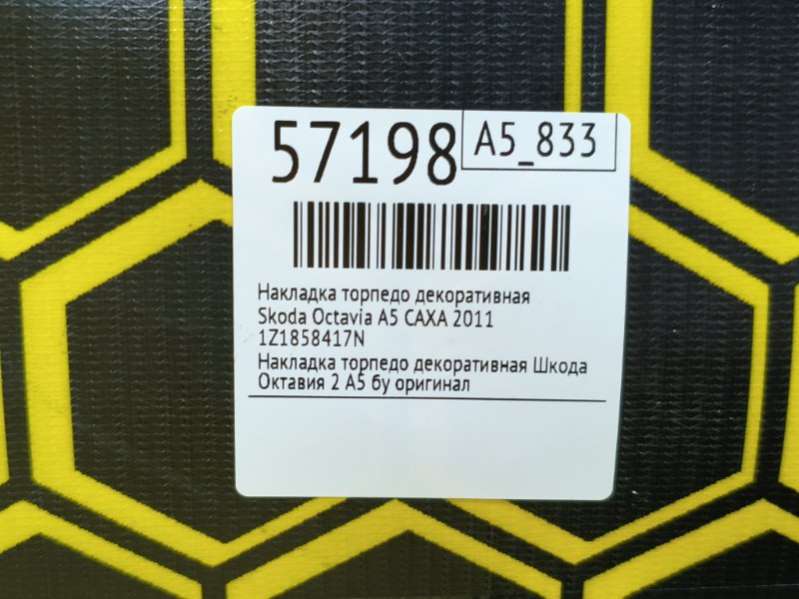 57198
A5_833
Накладка торпедо декоративная
Skoda Octavia A5 CAXA 2011
1Z1858417N
Накладка торпедо декоративная Шкода
Октавия 2 А5 бу оригинал